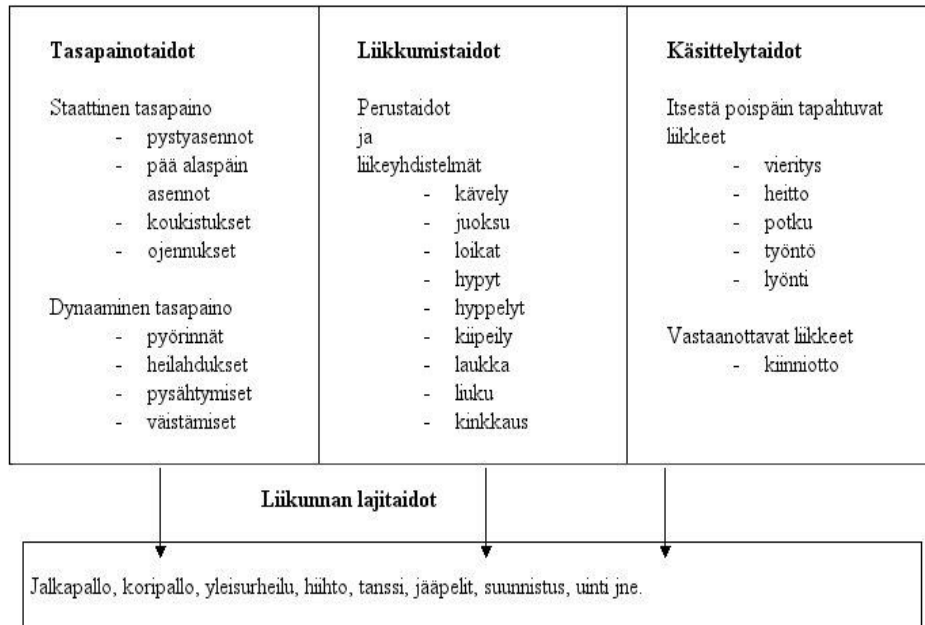 Tasapainotaidot
Staattinen tasapaino
- pystyasennot
- pää alaspäin
asennot
- koukistukset
- ojennukset
Dynaaminen tasapaino
- pyörinnät
- heilahdukset
- pysähtymiset
- väistämiset
Liikkumistaidot
Perustaidot
ja
liikeyhdistelmät
- kävely
- juoksu
- loikat
- hypyt
- hyppelyt
- kiipeily
- laukka
- liuku
- kinkkaus
Käsittelytaidot
Itsestä poispäin tapahtuvat
liikkeet
- vieritys
- heitto
- potku
- työntö
- lyönti
Vastaanottavat liikkeet
- kiinniotto
Liikunnan lajitaidot
Jalkapallo, koripallo, yleisurheilu, hiihto, tanssi, jääpelit, suunnistus, uinti jne.